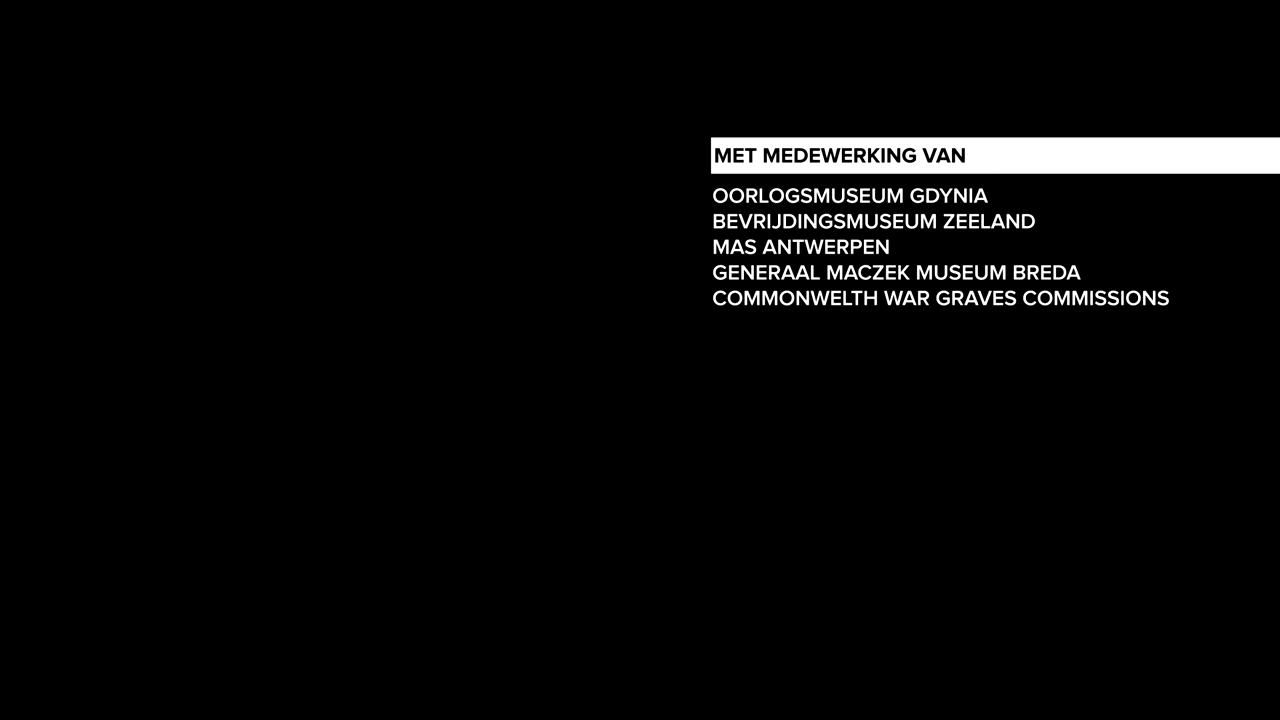 MET MEDEWERKING VAN
OORLOGSMUSEUM GDYNIA
BEVRIJDINGSMUSEUM ZEELAND
MAS ANTWERPEN
GENERAAL MACZEK MUSEUM BREDA
COMMONWELTH WAR GRAVES COMMISSIONS